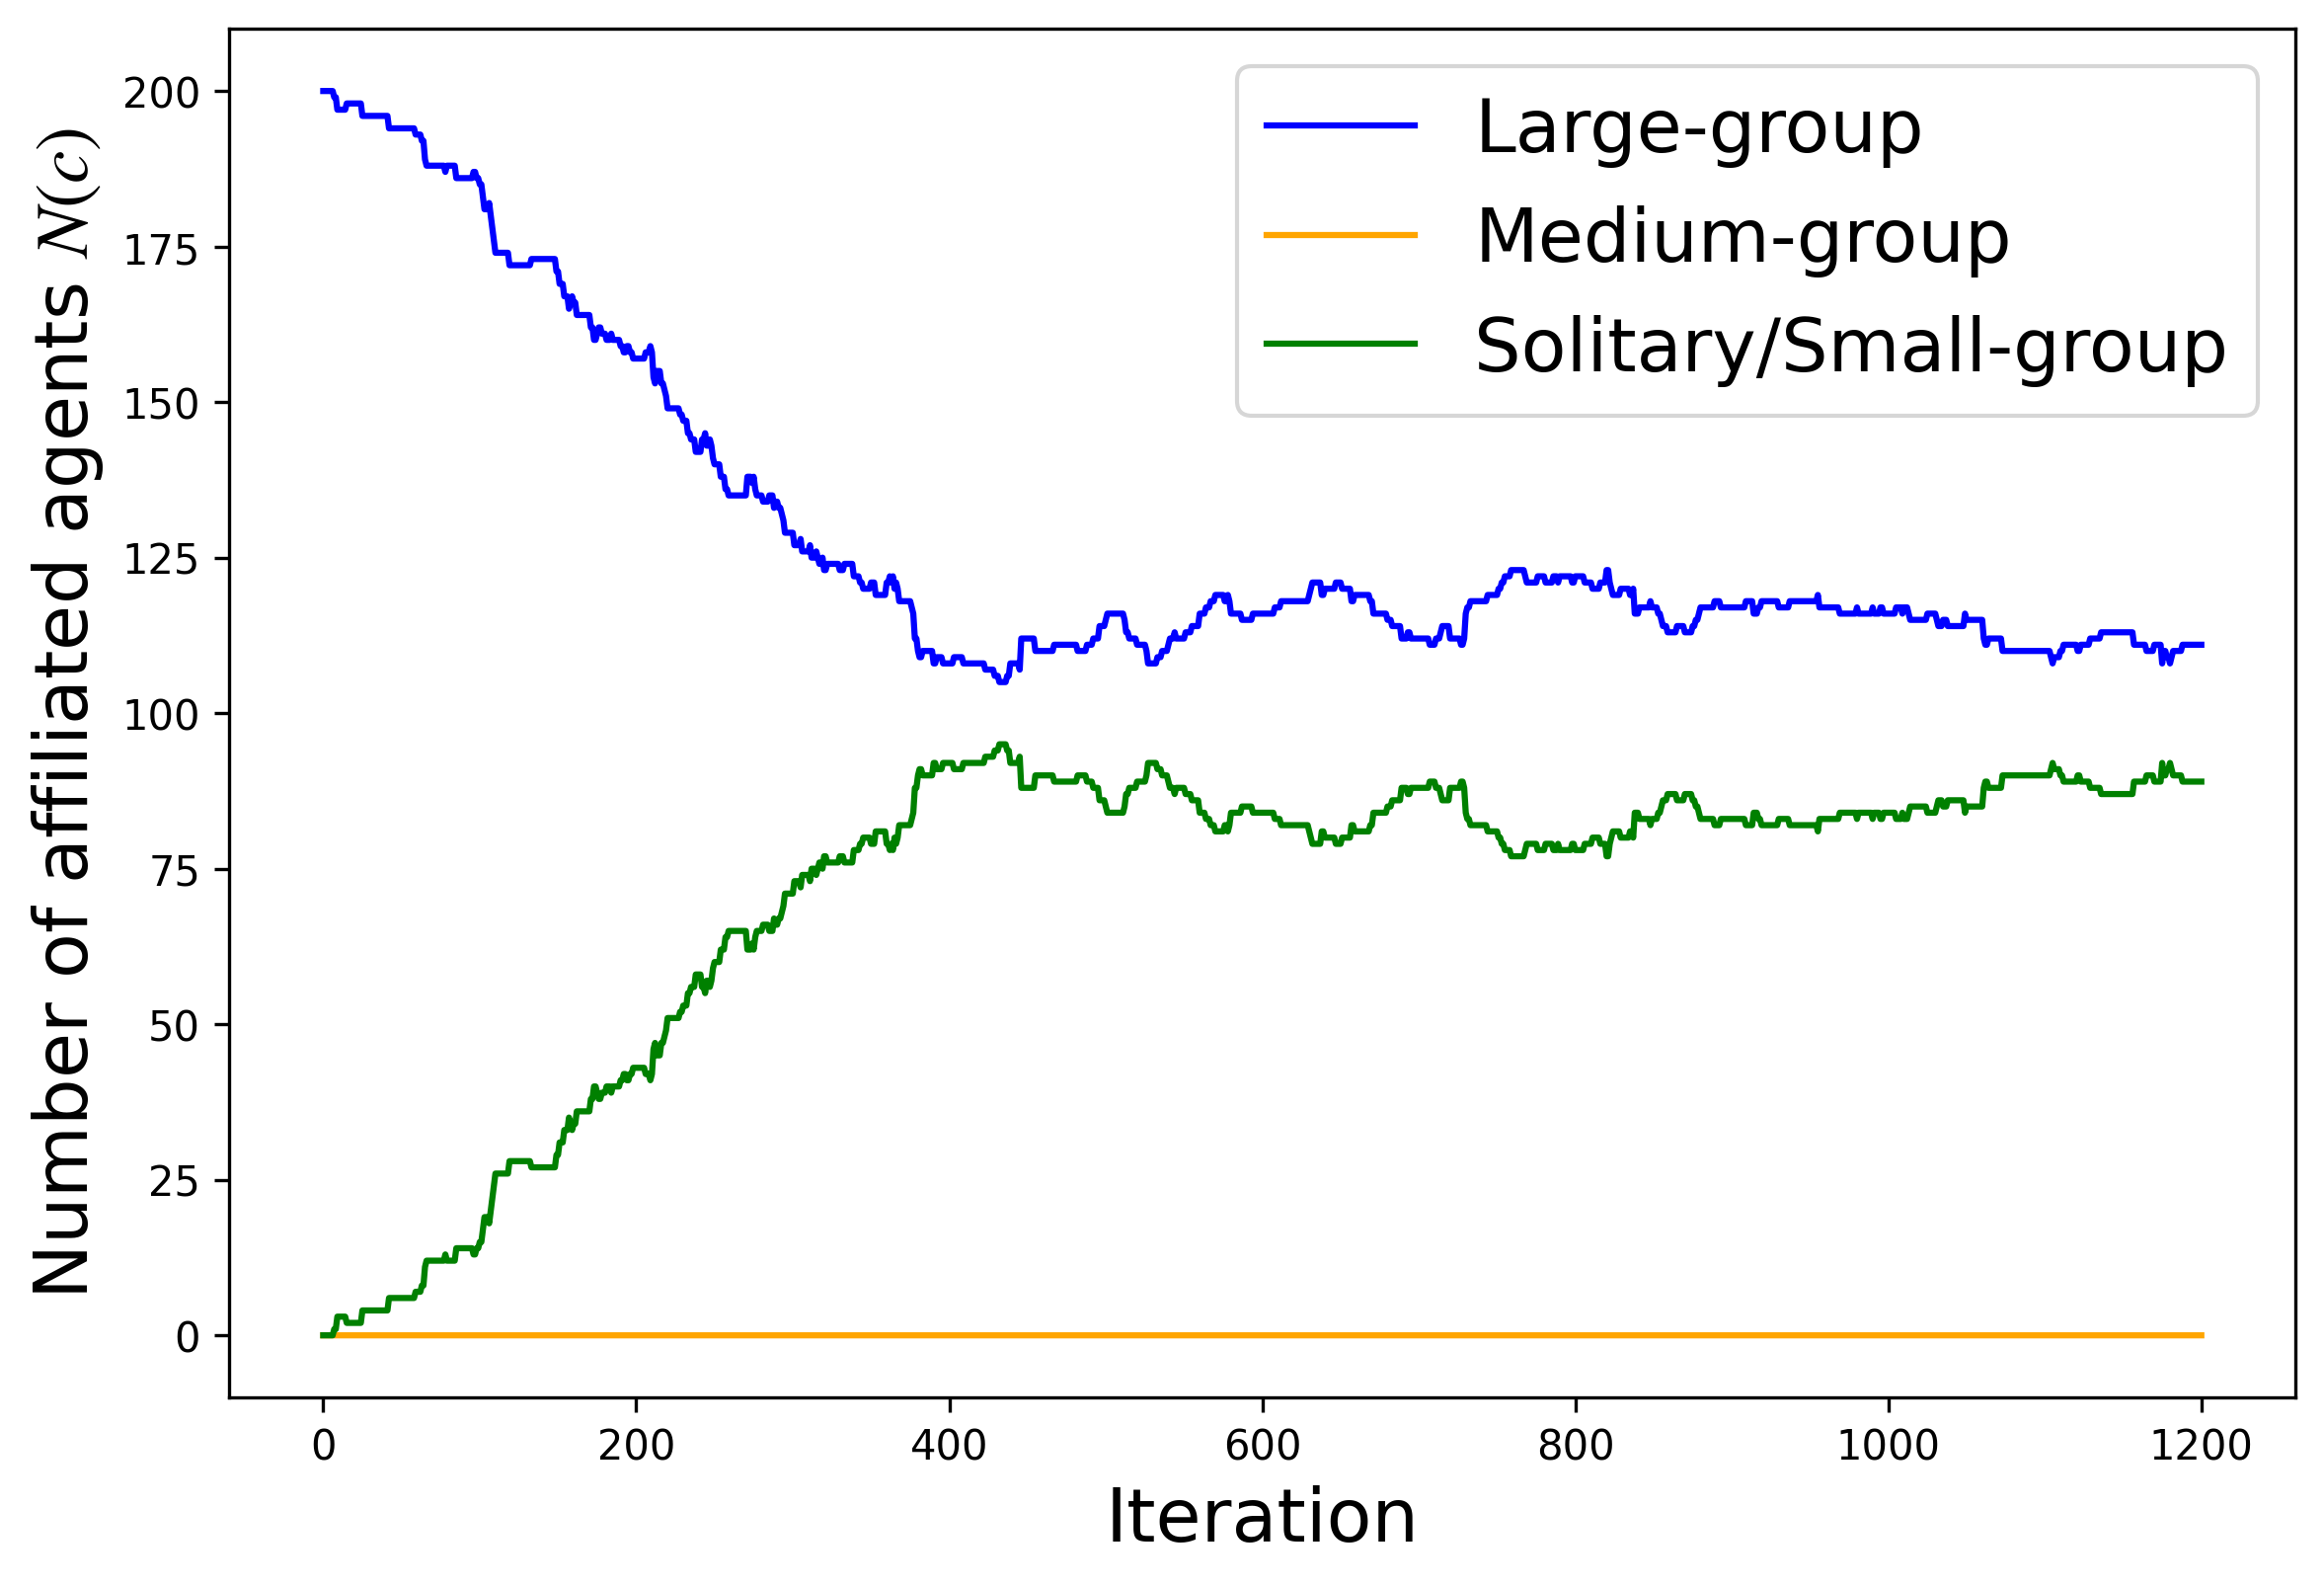 Number of affiliated agents N(c)
200
175
150
125
100
75
50
25
0
Large-group
Medium-group
Solitary/Small-group
0 200 400 600 800 1000 1200
Iteration